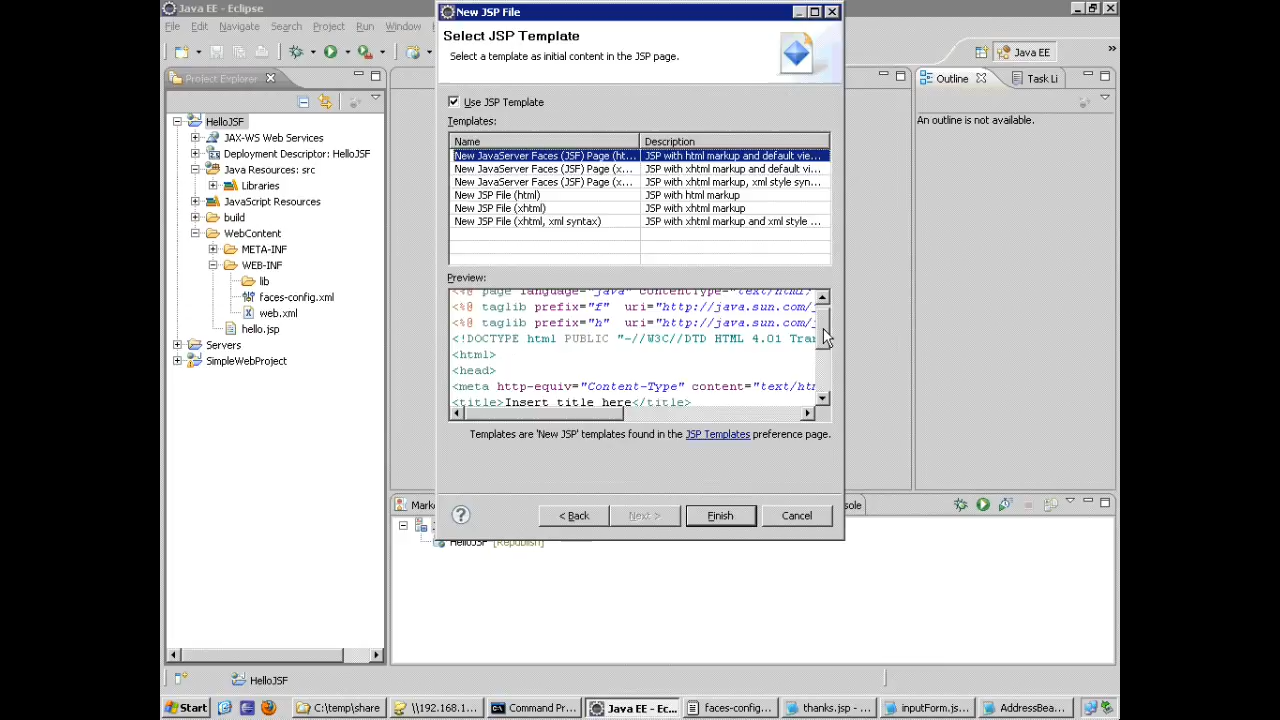 Java EE - Eclipse
New JSP File
File Edit Navigate Search Project Run Window
Select JSP Template
Select a template as initial content in the JSP page.
Java EE
Project Explorer
Outline
Task Li
An outline is not available.
Use JSP Template
Templates:
Name Description
New JavaServer Faces (JSF) Page (ht... JSP with html markup and default vie...
New JavaServer Faces (JSF) Page (x... JSP with xhtml markup and default vi...
New JavaServer Faces (JSF) Page (x... JSP with xhtml markup, xml style syn...
New JSP File (html) JSP with html markup
New JSP File (xhtml) JSP with xhtml markup
New JSP File (xhtml, xml syntax) JSP with xhtml markup and xml style ...
HelloJSF
JAX-WS Web Services
Deployment Descriptor: HelloJSF
Java Resources: src
Libraries
JavaScript Resources
build
WebContent
META-INF
WEB-INF
lib
faces-config.xml
web.xml
hello.jsp
Servers
SimpleWebProject
Preview:
<%@ page language="java" contentType="text/html;
<%@ taglib prefix="f" uri="http://java.sun.com/
<%@ taglib prefix="h" uri="http://java.sun.com/
<!DOCTYPE html PUBLIC "-//W3C//DTD HTML 4.01 Tran
<html>
<head>
<meta http-equiv="Content-Type" content="text/htm
<title>Insert title here</title>
Templates are 'New JSP' templates found in the JSP Templates preference page.
< Back Next > Finish Cancel
Mark
sole
HelloJSF [Republish]
HelloJSF
Start C:\temp\share \\192.168.1... Command Pr... Java EE - Ec... faces-config... thanks.jsp - ... inputForm.js... AddressBea...